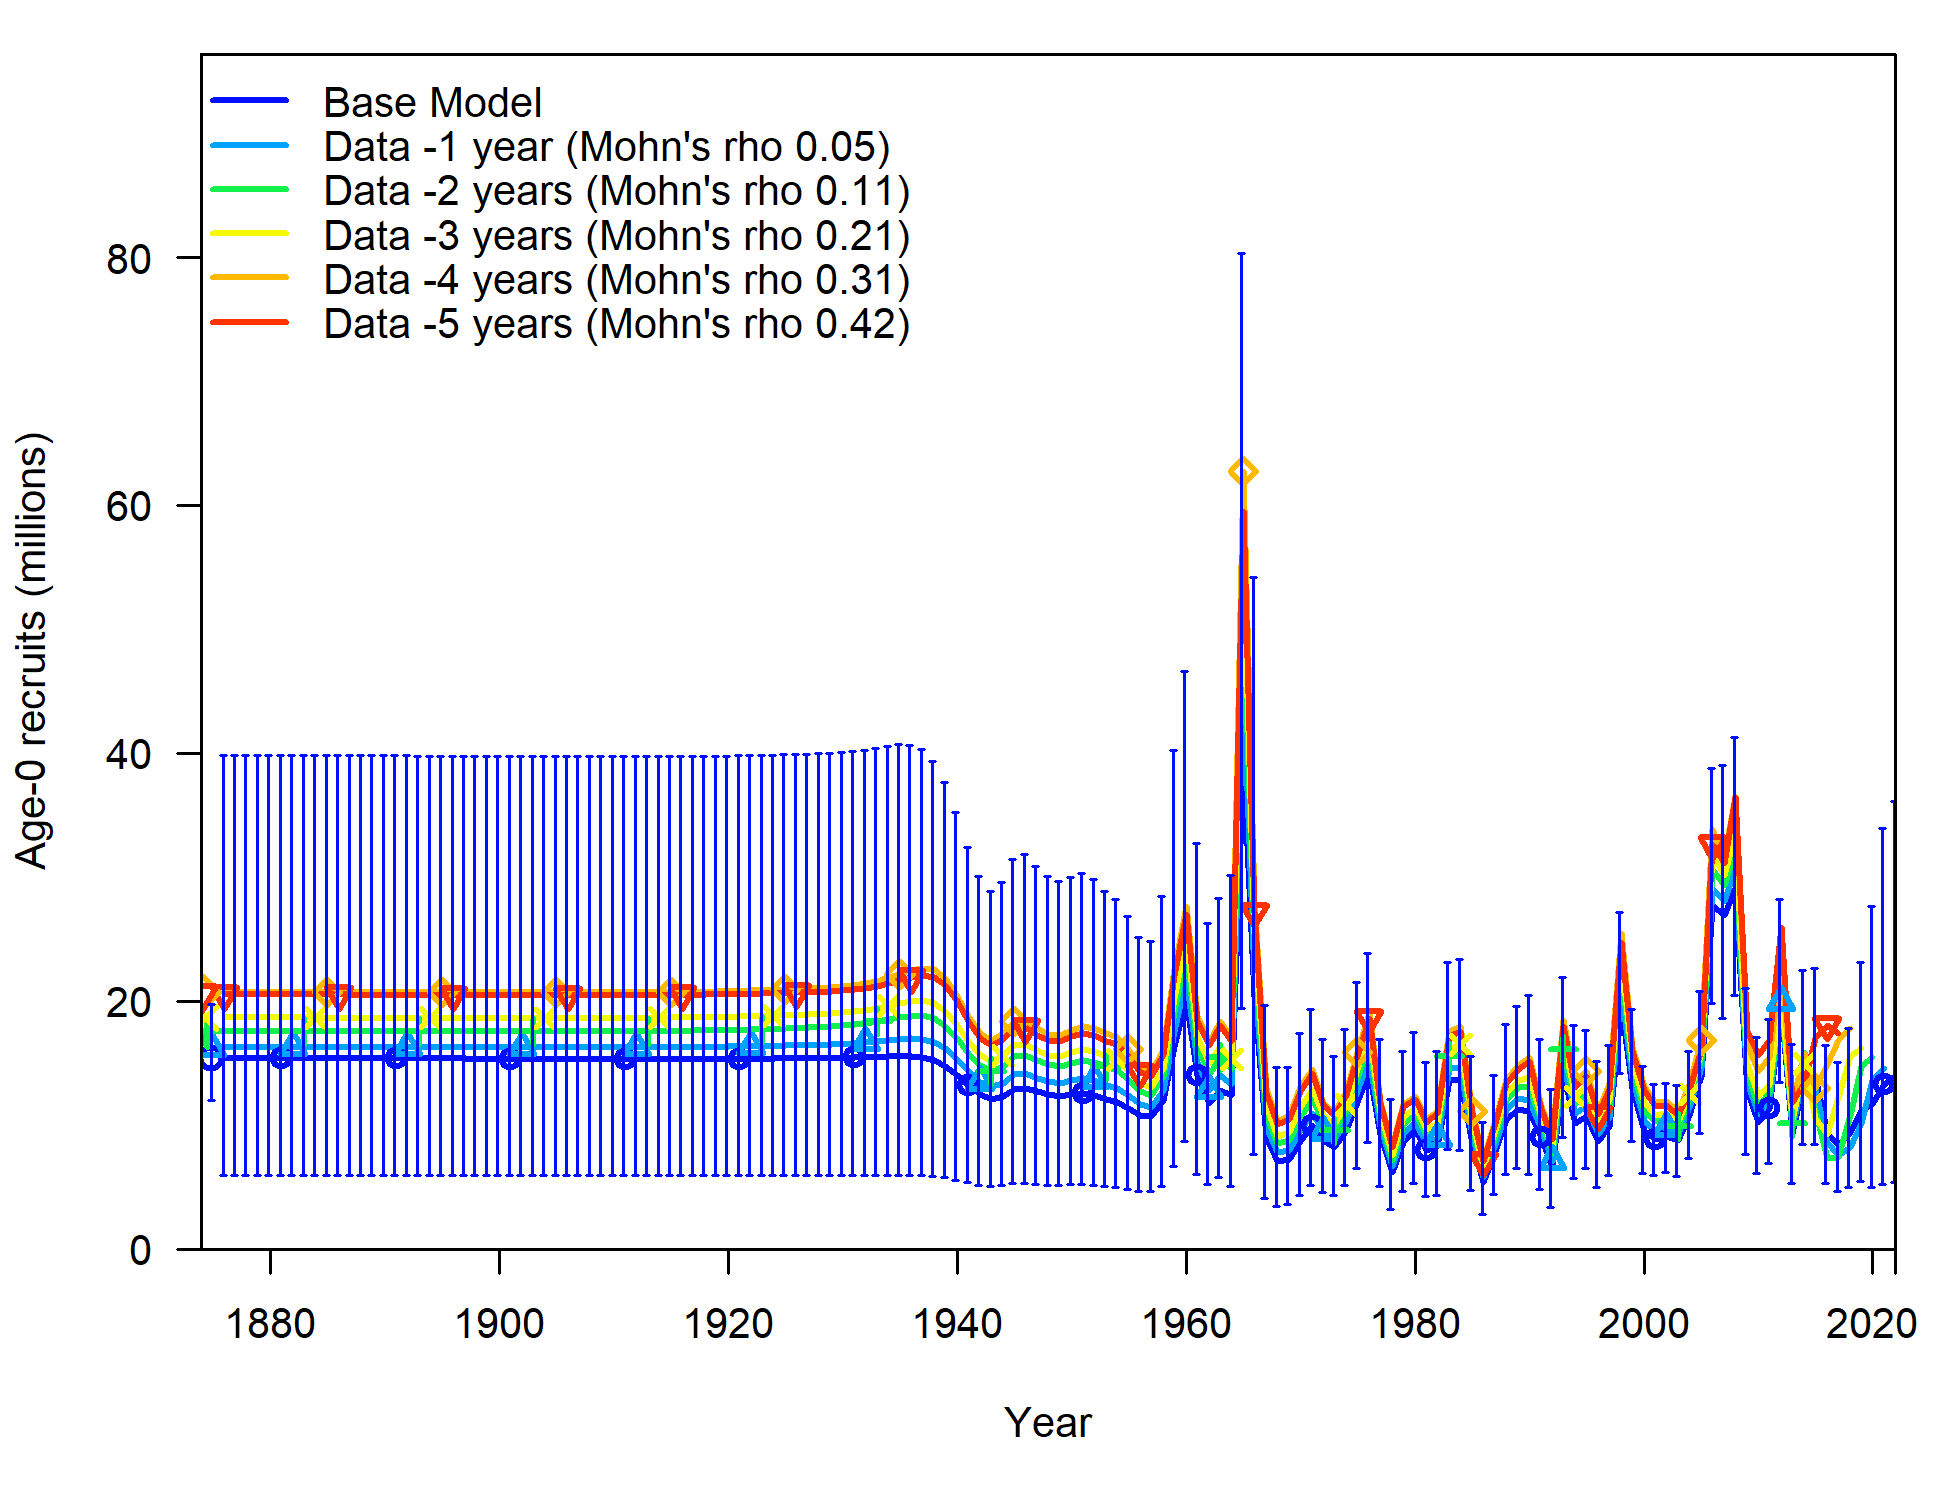 Base Model
Data -1 year (Mohn's rho 0.05)
Data -2 years (Mohn's rho 0.11)
Data -3 years (Mohn's rho 0.21)
Data -4 years (Mohn's rho 0.31)
Data -5 years (Mohn's rho 0.42)
Age-0 recruits (millions)
80
60
40
20
0
1880 1900 1920 1940 1960 1980 2000 2020
Year